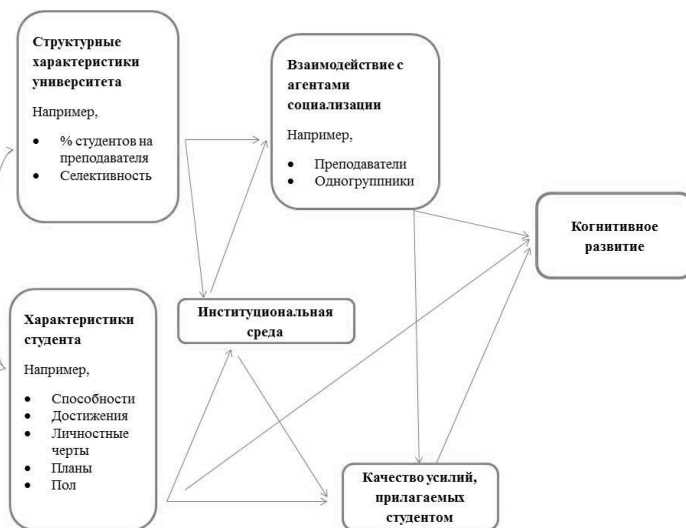 Структурные
характеристики
университета
Например,
• % студентов на
преподавателя
• Селективность
Взаимодействие с
агентами
социализации
Например,
• Преподаватели
• Одногруппники
Когнитивное
развитие
Институциональная
среда
Характеристики
студента
Например,
• Способности
• Достижения
• Личностные
черты
• Планы
• Пол
Качество усилий,
прилагаемых
студентом